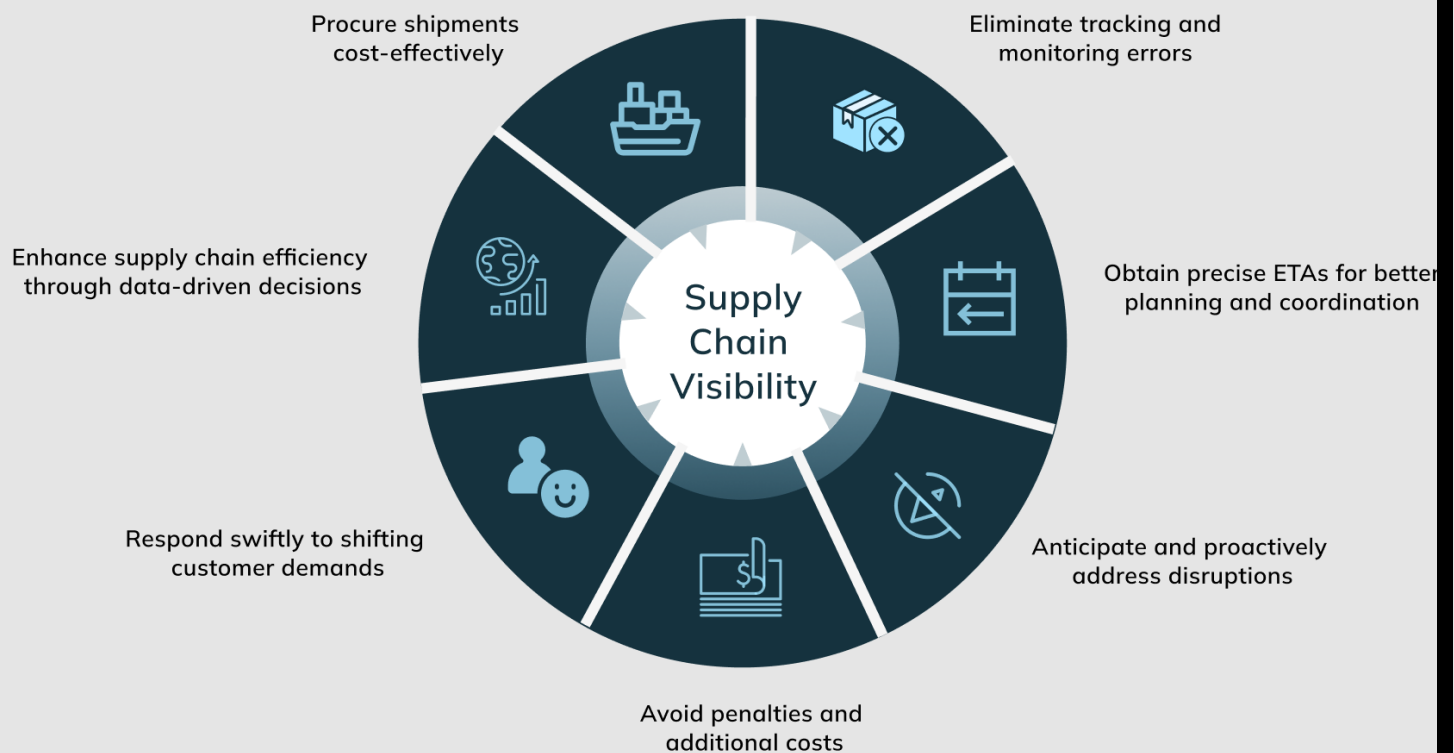 Procure shipments
cost-effectively
Eliminate tracking and
monitoring errors
Enhance supply chain efficiency
through data-driven decisions
Obtain precise ETAs for better
planning and coordination
Supply
Chain
Visibility
$
Respond swiftly to shifting
customer demands
Anticipate and proactively
address disruptions
Avoid penalties and
additional costs